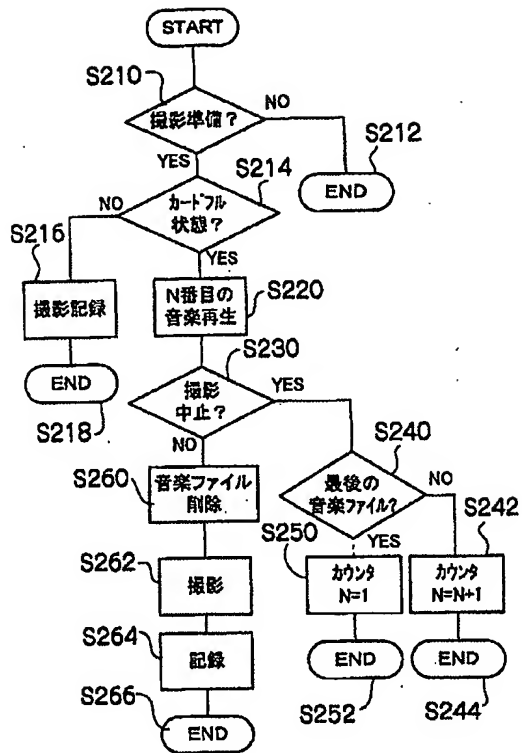 START
S210
撮影準備?
NO
S212
END
YES
S214
カードフル
状態?
NO
YES
S216
撮影記録
END
S218
N番目の
音楽再生
S220
S230
撮影
中止?
YES
NO
S240
最後の
音楽ファイル?
NO
S242
YES
S260
音楽ファイル
削除
S250
カウンタ
N=1
カウンタ
N=N+1
S262
撮影
END
S252
END
S244
S264
記録
S266
END